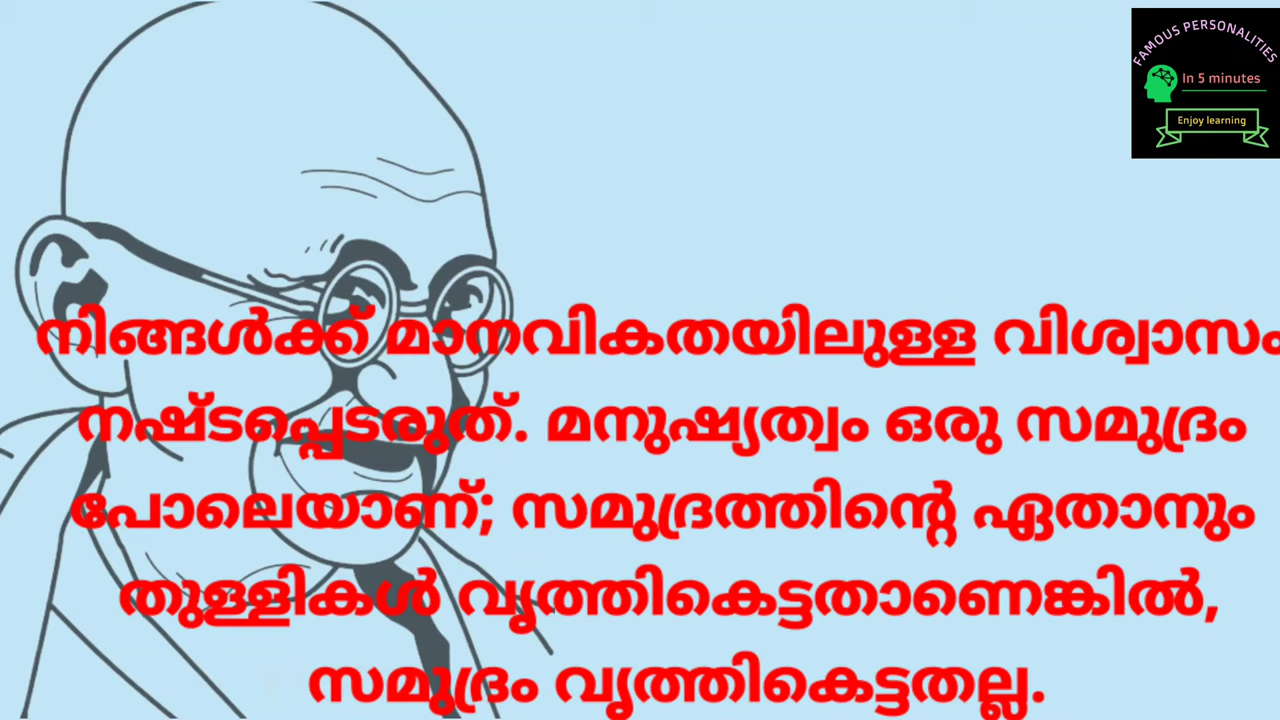 FAMOUS PERSONALITIES
In 5 minutes
Enjoy learning
നിങ്ങൾക്ക് മാനവികതയിലുള്ള വിശ്വാസം
നഷ്ടപ്പെടരുത്. മനുഷ്യത്വം ഒരു സമുദ്രം
പോലെയാണ്; സമുദ്രത്തിന്റെ ഏതാനും
തുള്ളികൾ വൃത്തികെട്ടതാണെങ്കിൽ,
സമുദ്രം വൃത്തികെട്ടതല്ല.